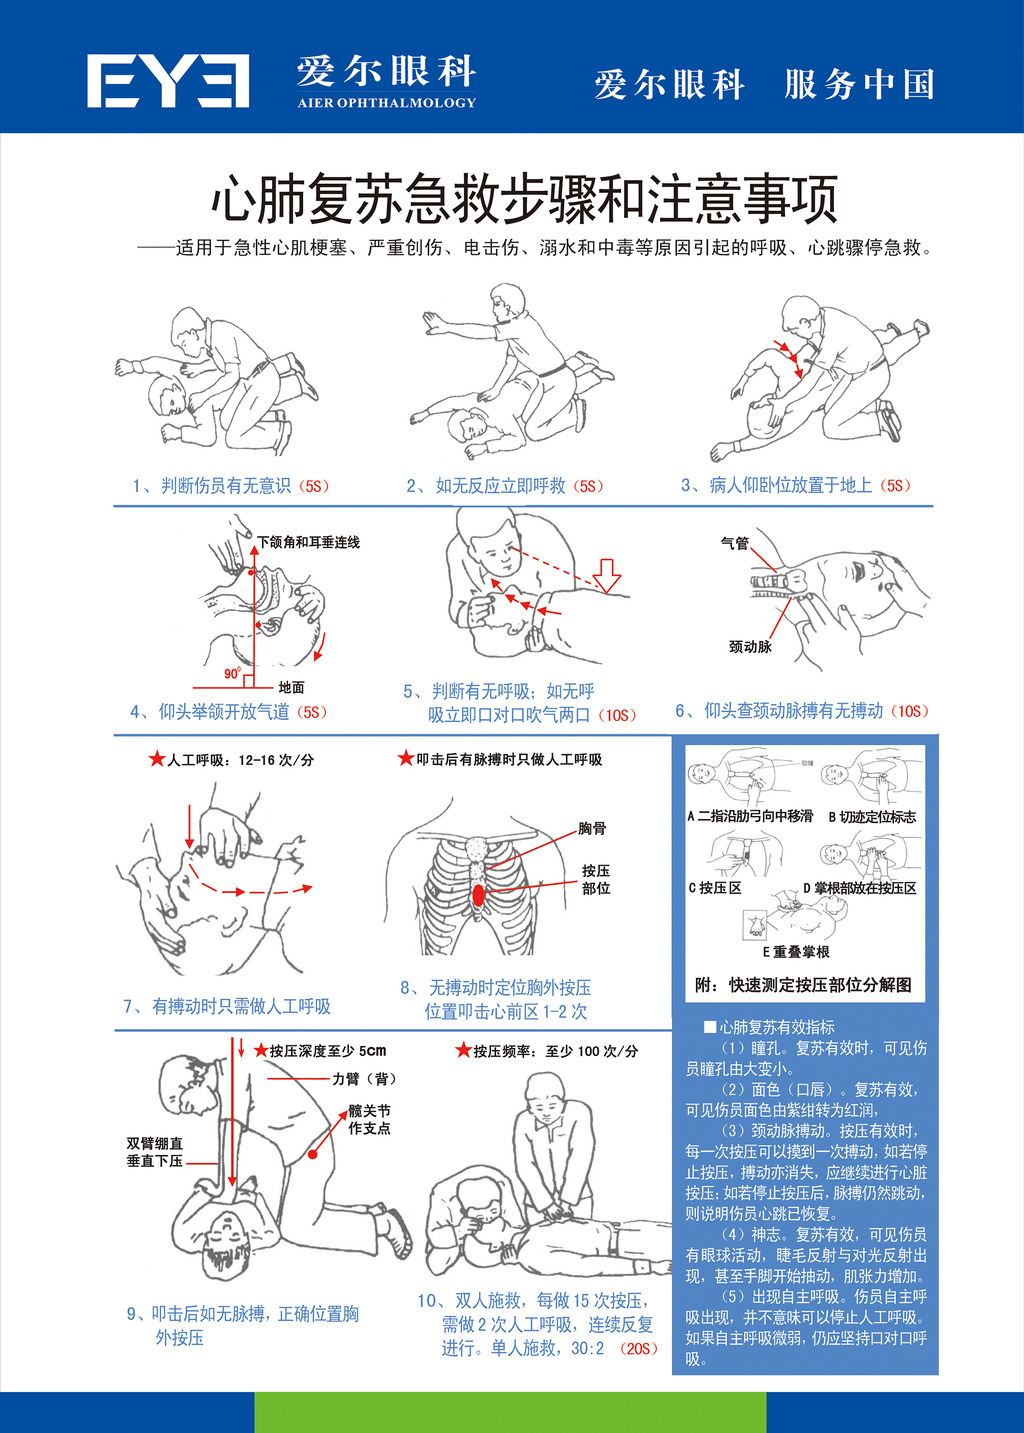 EYE
爱尔眼科
AIER OPHTHALMOLOGY
爱尔眼科 服务中国
心肺复苏急救步骤和注意事项
——适用于急性心肌梗塞、严重创伤、电击伤、溺水和中毒等原因引起的呼吸、心跳骤停急救。
1、判断伤员有无意识（5S）
2、如无反应立即呼救（5S）
3、病人仰卧位放置于地上（5S）
下颌角和耳垂连线
90°
地面
4、仰头举颌开放气道（5S）
5、判断有无呼吸；如无呼
吸立即口对口吹气两口（10S）
气管
颈动脉
6、仰头查颈动脉搏有无搏动（10S）
★人工呼吸：12-16次/分
7、有搏动时只需做人工呼吸
★叩击后有脉搏时只做人工呼吸
胸骨
按压
部位
8、无搏动时定位胸外按压
位置叩击心前区1-2次
肋缘
A二指沿肋弓向中移滑
B切迹定位标志
C按压区
D掌根部放在按压区
E重叠掌根
附：快速测定按压部位分解图
★按压深度至少5cm
力臂（背）
髋关节
作支点
双臂绷直
垂直下压
9、叩击后如无脉搏，正确位置胸
外按压
★按压频率：至少100次/分
10、双人施救，每做15次按压，
需做2次人工呼吸，连续反复
进行。单人施救，30:2（20S）
■心肺复苏有效指标
（1）瞳孔。复苏有效时，可见伤
员瞳孔由大变小。
（2）面色（口唇）。复苏有效，
可见伤员面色由紫绀转为红润，
（3）颈动脉搏动。按压有效时，
每一次按压可以摸到一次搏动，如若停
止按压，搏动亦消失，应继续进行心脏
按压；如若停止按压后，脉搏仍然跳动，
则说明伤员心跳已恢复。
（4）神志。复苏有效，可见伤员
有眼球活动，睫毛反射与对光反射出
现，甚至手脚开始抽动，肌张力增加。
（5）出现自主呼吸。伤员自主呼
吸出现，并不意味可以停止人工呼吸。
如果自主呼吸微弱，仍应坚持口对口呼
吸。